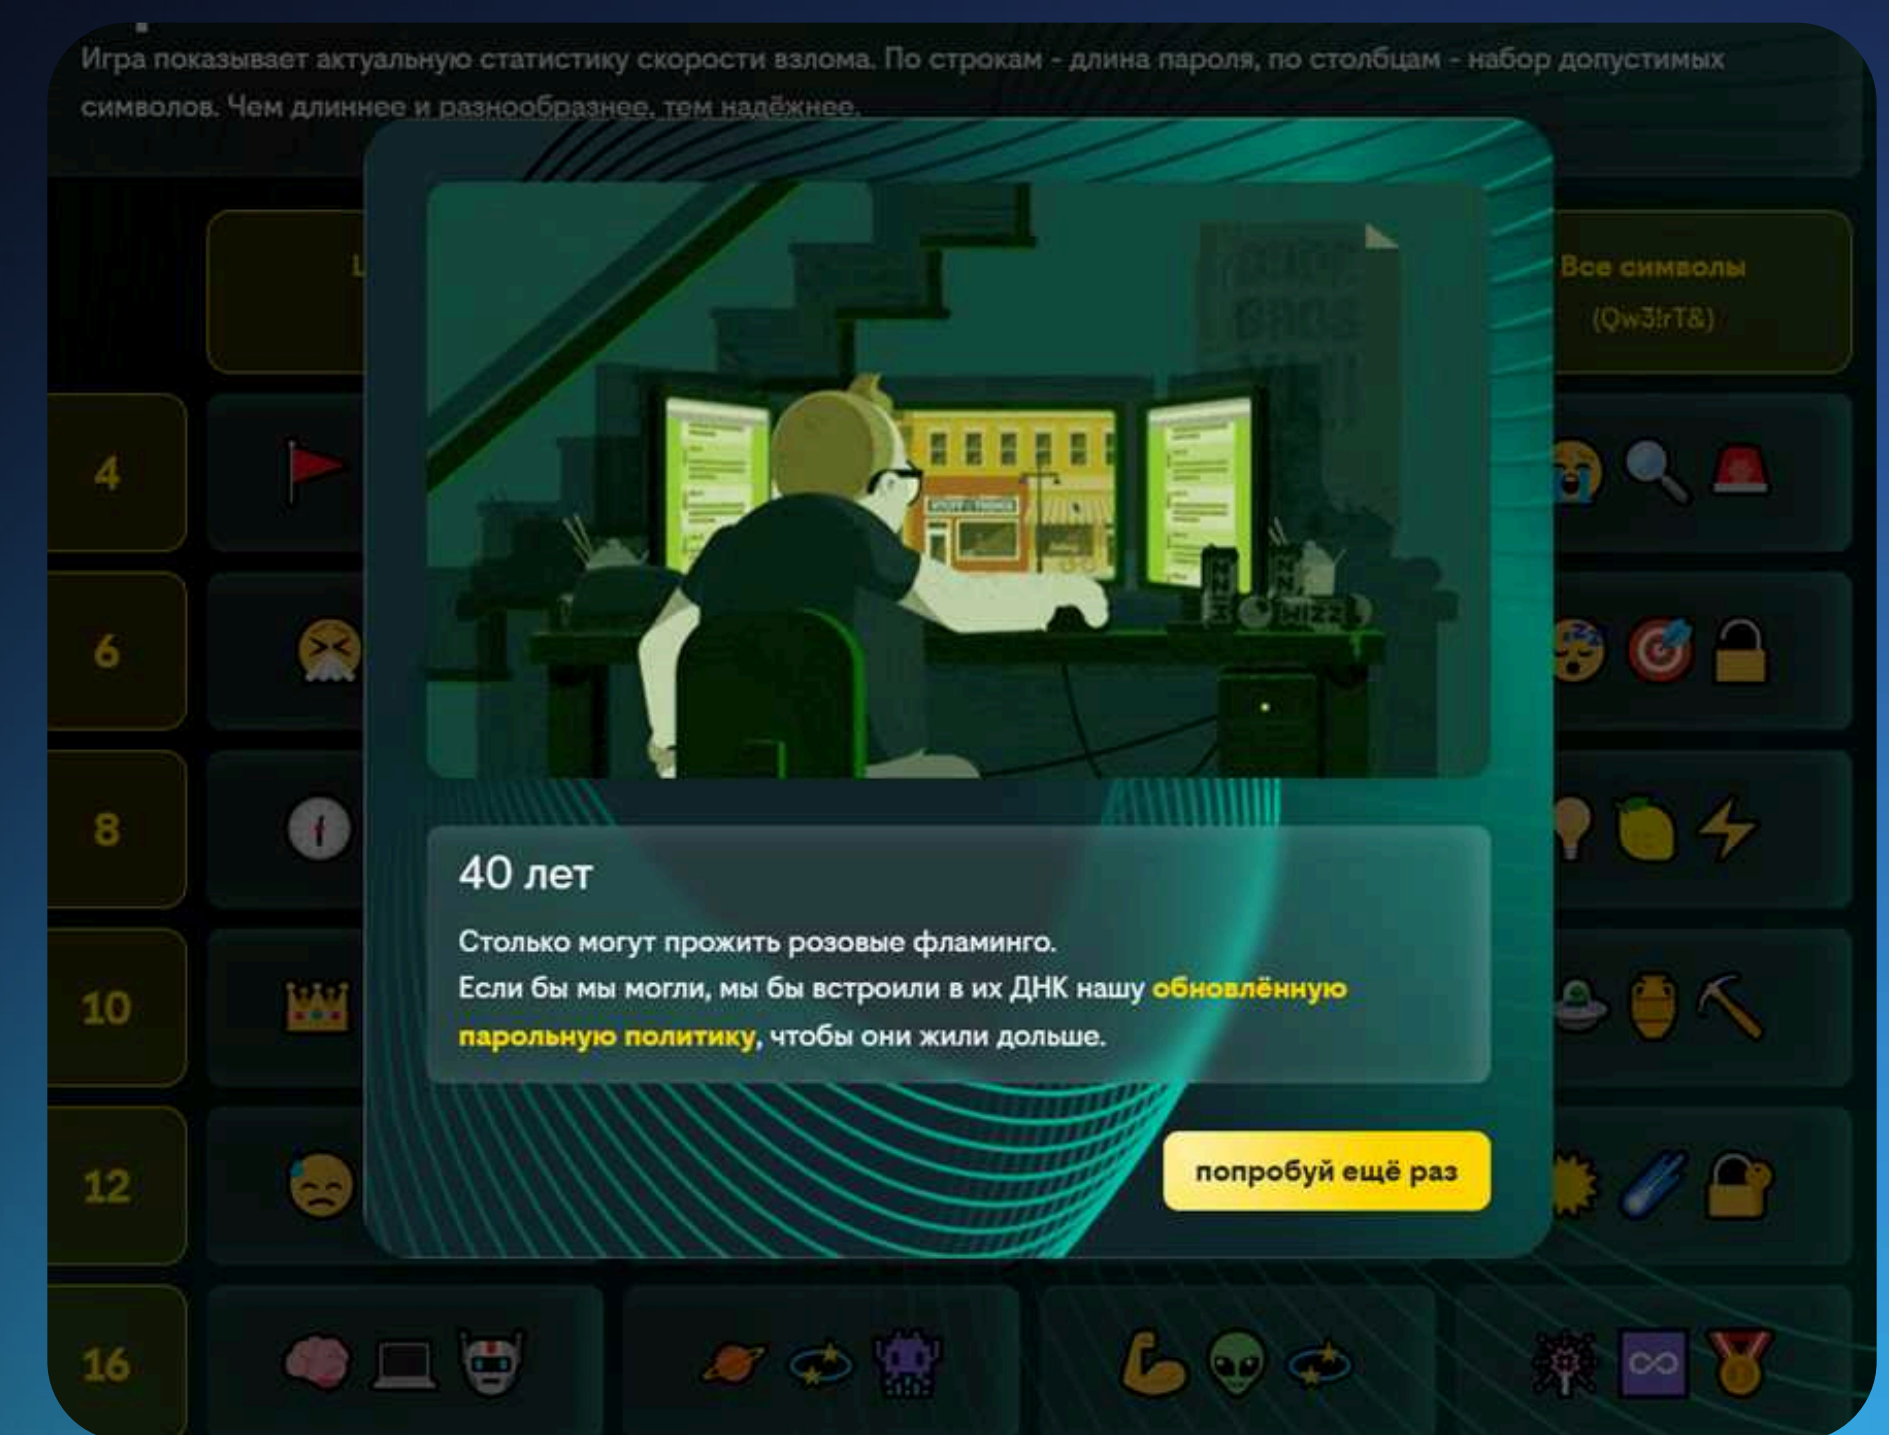 Игра показывает актуальную статистику скорости взлома. По строкам - длина пароля, по столбцам - набор допустимых
символов. Чем длиннее и разнообразнее, тем надёжнее.
Все символы
(Qw3!rT&)
4
6
8
10
12
16
40 лет
Столько могут прожить розовые фламинго.
Если бы мы могли, мы бы встроили в их ДНК нашу обновлённую
парольную политику, чтобы они жили дольше.
попробуй ещё раз